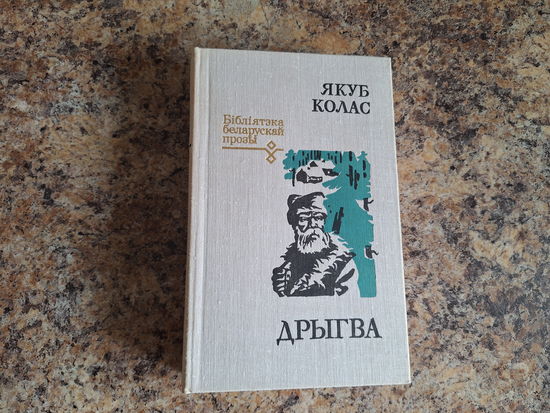 ЯКУБ
КОЛАС
Бібліятэка
беларускай
прозы
ДРЫГВА